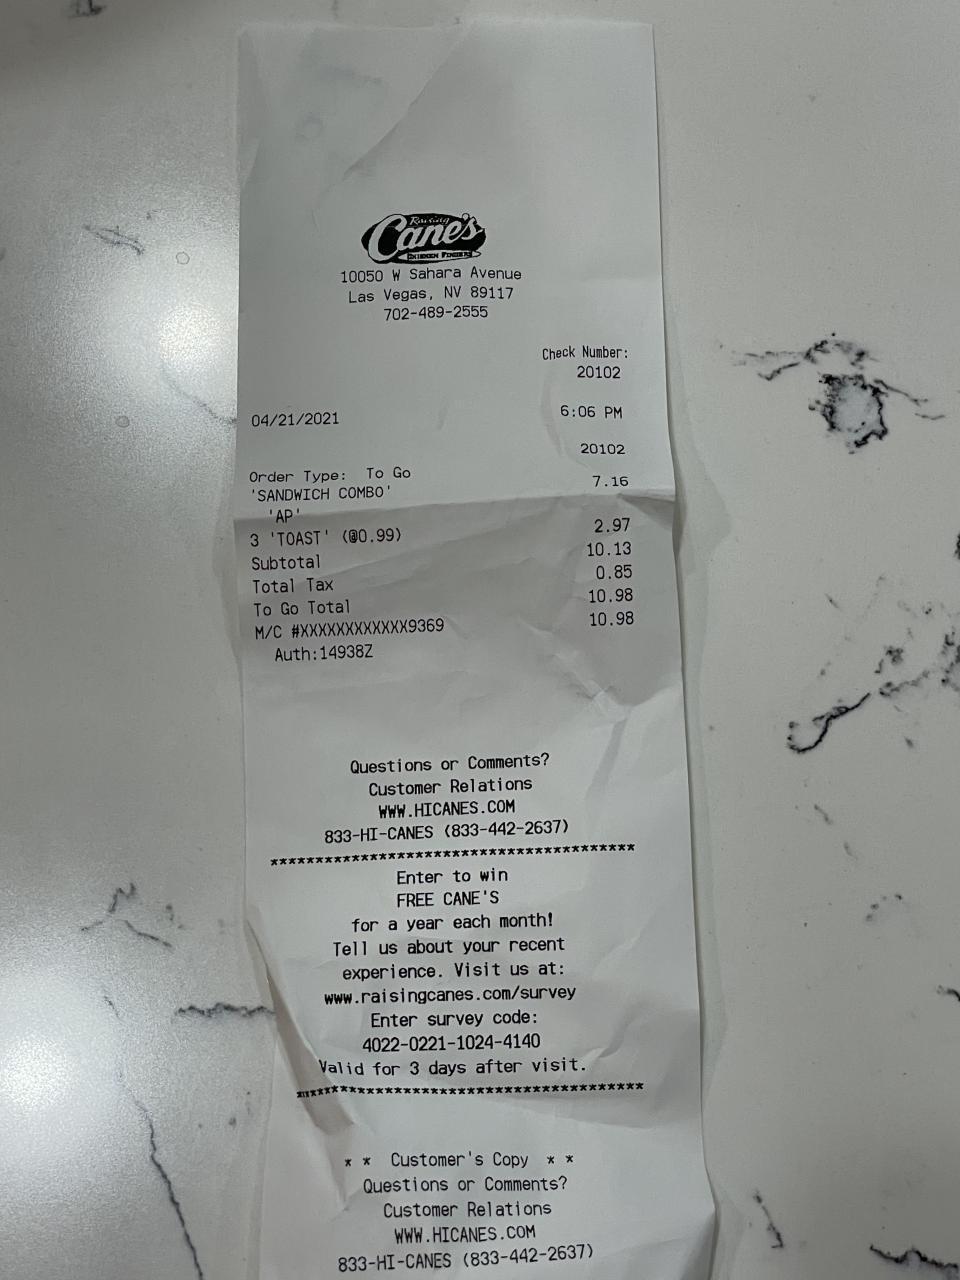 Raising
Cane's
CHICKEN FINGERS
10050 W Sahara Avenue
Las Vegas, NV 89117
702-489-2555
Check Number:
20102
04/21/2021 6:06 PM
20102
Order Type: To Go
'SANDWICH COMBO' 7.16
'AP'
3 'TOAST' (@0.99) 2.97
Subtotal 10.13
Total Tax 0.85
To Go Total 10.98
M/C #XXXXXXXXXXXX9369 10.98
Auth:14938Z
Questions or Comments?
Customer Relations
WWW.HICANES.COM
833-HI-CANES (833-442-2637)
****************************************
Enter to win
FREE CANE'S
for a year each month!
Tell us about your recent
experience. Visit us at:
www.raisingcanes.com/survey
Enter survey code:
4022-0221-1024-4140
Valid for 3 days after visit.
****************************************
* * Customer's Copy * *
Questions or Comments?
Customer Relations
WWW.HICANES.COM
833-HI-CANES (833-442-2637)